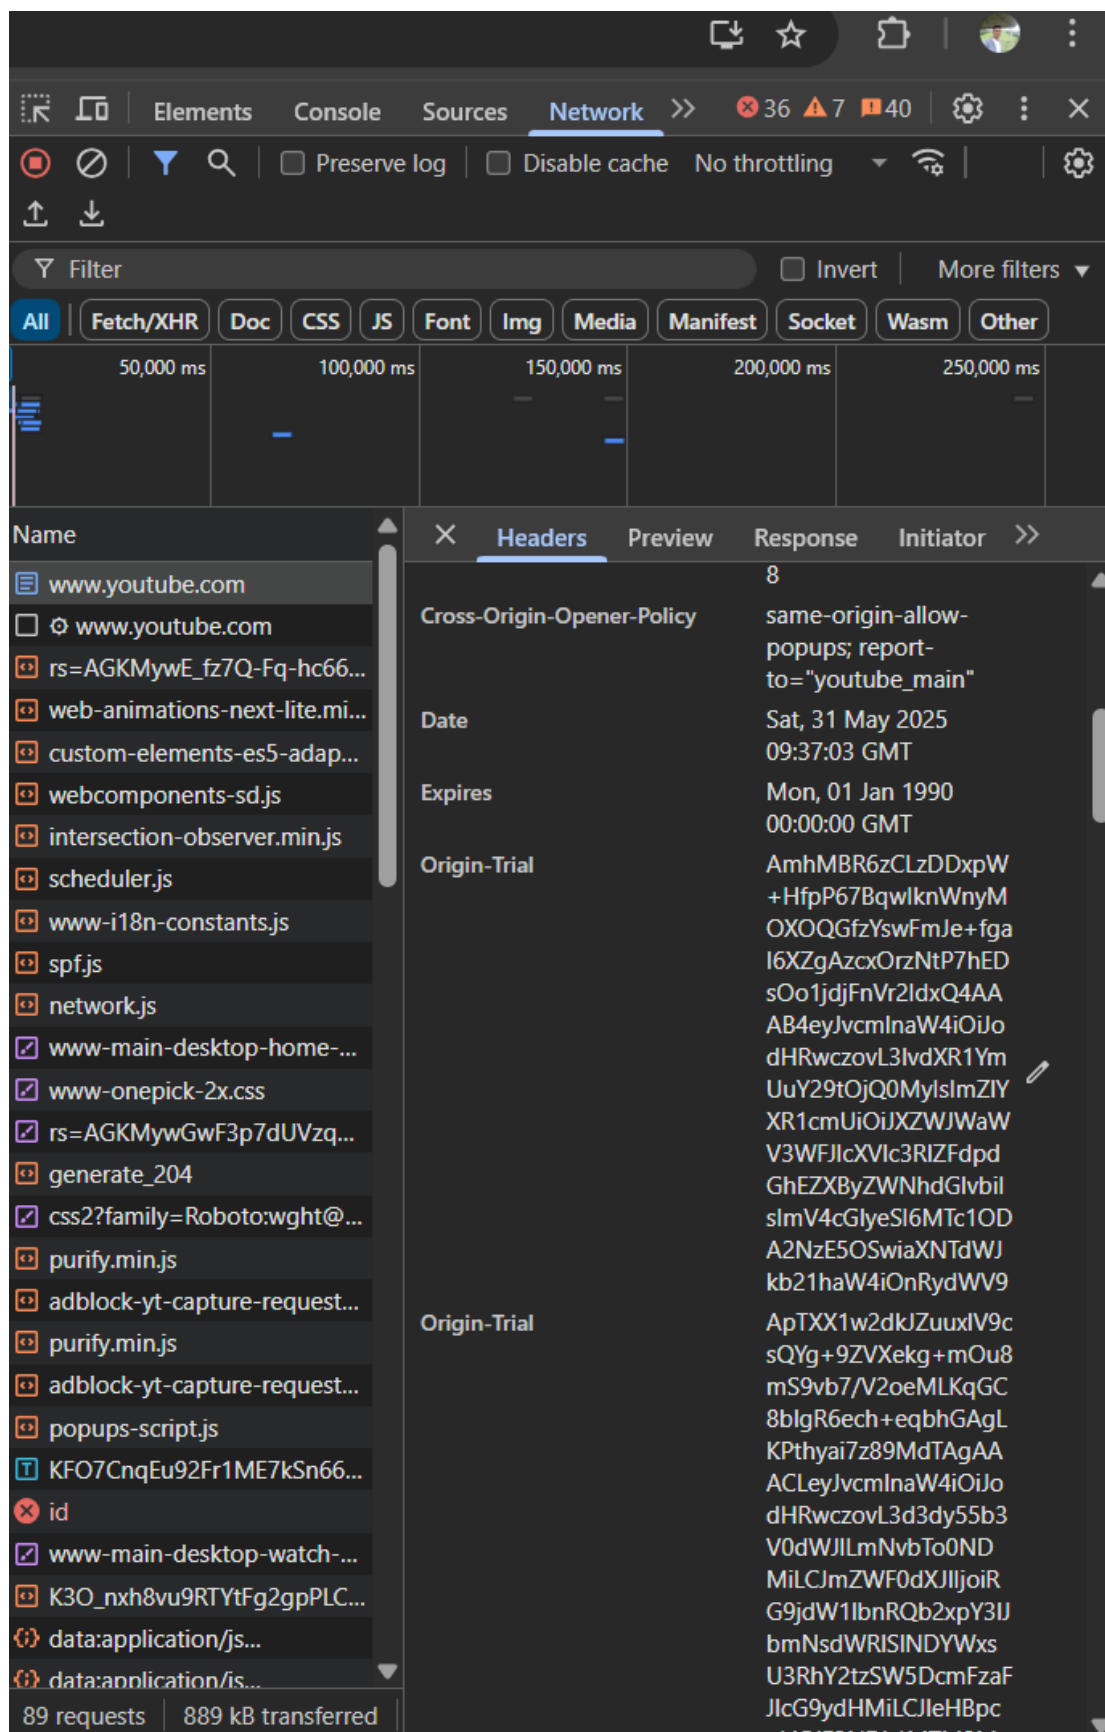 Elements Console Sources Network 36 7 40
Preserve log Disable cache No throttling
Filter Invert More filters
All Fetch/XHR Doc CSS JS Font Img Media Manifest Socket Wasm Other
50,000 ms 100,000 ms 150,000 ms 200,000 ms 250,000 ms
Name
www.youtube.com
www.youtube.com
rs=AGKMywE_fz7Q-Fq-hc66...
web-animations-next-lite.mi...
custom-elements-es5-adap...
webcomponents-sd.js
intersection-observer.min.js
scheduler.js
www-i18n-constants.js
spf.js
network.js
www-main-desktop-home-...
www-onepick-2x.css
rs=AGKMywGwF3p7dUVzq...
generate_204
css2?family=Roboto:wght@...
purify.min.js
adblock-yt-capture-request...
purify.min.js
adblock-yt-capture-request...
popups-script.js
KFO7CnqEu92Fr1ME7kSn66...
id
www-main-desktop-watch-...
K3O_nxh8vu9RTYtFg2gpPLC...
data:application/js...
data:application/js...
89 requests 889 kB transferred
Headers Preview Response Initiator
8
Cross-Origin-Opener-Policy same-origin-allow-
popups; report-
to="youtube_main"
Date Sat, 31 May 2025
09:37:03 GMT
Expires Mon, 01 Jan 1990
00:00:00 GMT
Origin-Trial AmhMBR6zCLzDDxpW
+HfpP67BqwIknWnyM
OXOQGfzYswFmJe+fga
I6XZgAzcxOrzNtP7hED
sOo1jdjFnVr2IdxQ4AA
AB4eyJvcmlnaW4iOiJo
dHRwczovL3lvdXR1Ym
UuY29tOjQ0MyIsImZlY
XR1cmUiOiJXZWJWaW
V3WFJlcXVlc3RlZFdpd
GhEZXByZWNhdGlvbiI
sImV4cGlyeSI6MTc1OD
A2NzE5OSwiaXNTdWJ
kb21haW4iOnRydWV9
Origin-Trial ApTXX1w2dkJZuuxIV9c
sQYg+9ZVXekg+mOu8
mS9vb7/V2oeMLKqGC
8bIgR6ech+eqbhGAgL
KPthyai7z89MdTAgAA
ACLeyJvcmlnaW4iOiJo
dHRwczovL3d3dy55b3
V0dWJlLmNvbTo0ND
MiLCJmZWF0dXJlIjoiR
G9jdW1lbnRQb2xpY3lJ
bmNsdWRlSlNDYWxs
U3RhY2tzSW5DcmFzaF
JlcG9ydHMiLCJleHBpc